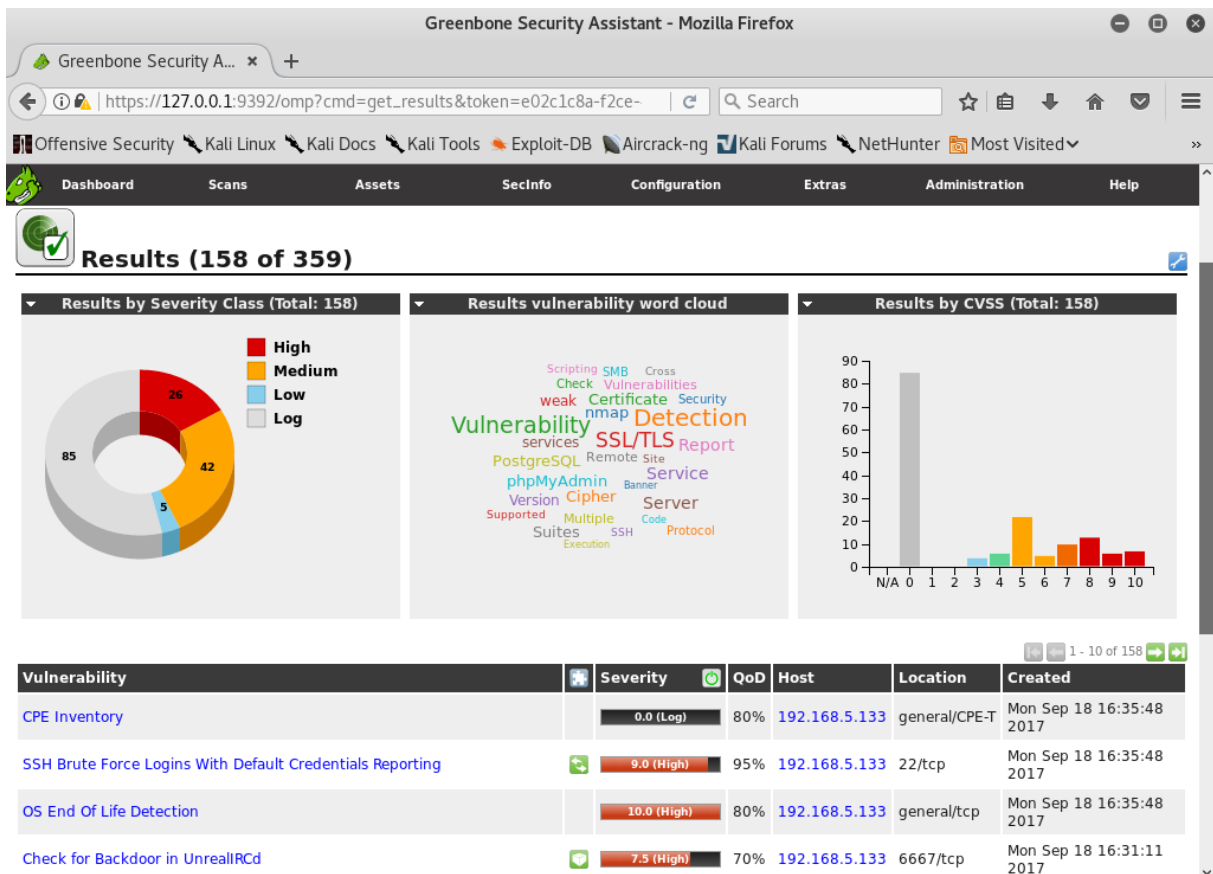 Greenbone Security Assistant - Mozilla Firefox
Greenbone Security A...
https://127.0.0.1:9392/omp?cmd=get_results&token=e02c1c8a-f2ce-
Search
Offensive Security Kali Linux Kali Docs Kali Tools Exploit-DB Aircrack-ng Kali Forums NetHunter Most Visited »
Dashboard Scans Assets SecInfo Configuration Extras Administration Help
Results (158 of 359)
Results by Severity Class (Total: 158)
High
Medium
Low
Log
26
85
42
5
Results vulnerability word cloud
Scripting SMB Cross
Check Vulnerabilities
weak Certificate Security
nmap Detection
Vulnerability
services SSL/TLS Report
PostgreSQL Remote Site
phpMyAdmin Banner Service
Version Cipher Server
Supported Multiple Code
Suites SSH Protocol
Execution
Results by CVSS (Total: 158)
90
80
70
60
50
40
30
20
10
0
N/A 0 1 2 3 4 5 6 7 8 9 10
1 - 10 of 158
Vulnerability Severity QoD Host Location Created
CPE Inventory 0.0 (Log) 80% 192.168.5.133 general/CPE-T Mon Sep 18 16:35:48 2017
SSH Brute Force Logins With Default Credentials Reporting 9.0 (High) 95% 192.168.5.133 22/tcp Mon Sep 18 16:35:48 2017
OS End Of Life Detection 10.0 (High) 80% 192.168.5.133 general/tcp Mon Sep 18 16:35:48 2017
Check for Backdoor in UnrealIRCd 7.5 (High) 70% 192.168.5.133 6667/tcp Mon Sep 18 16:31:11 2017